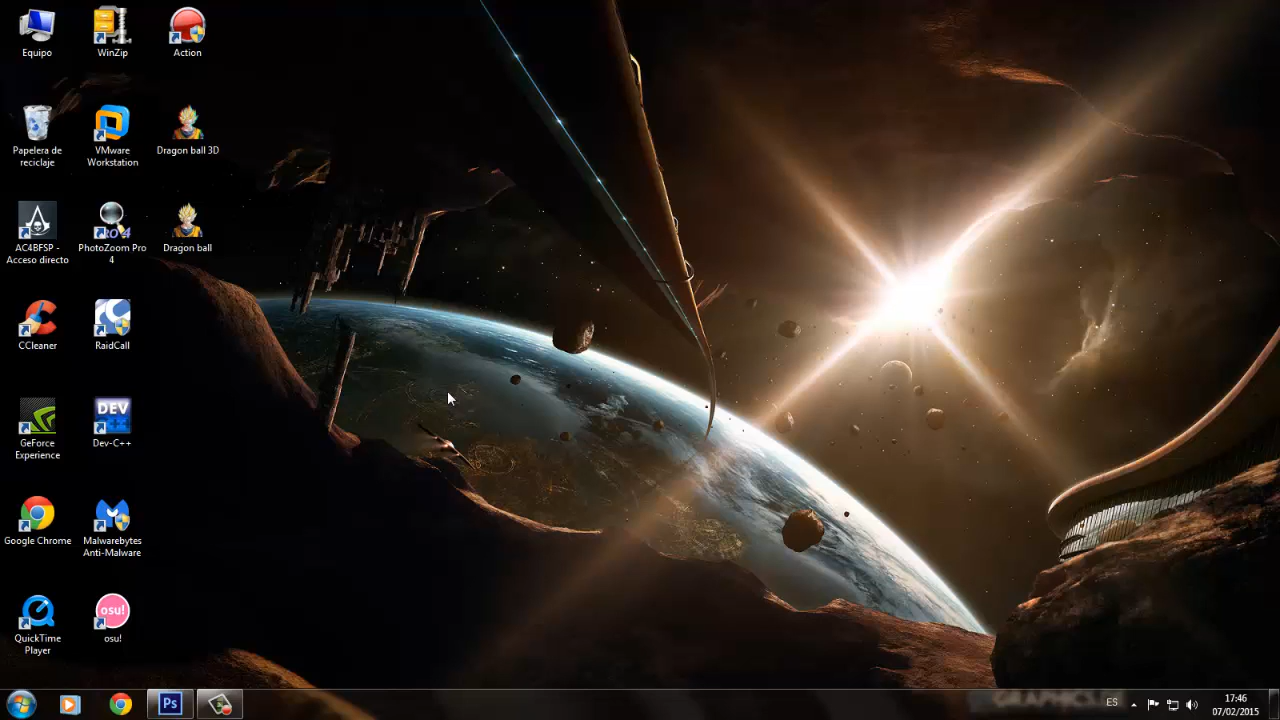 Equipo
WinZip
Action
Papelera de
reciclaje
VMware
Workstation
Dragon ball 3D
AC4BFSP -
Acceso directo
PhotoZoom Pro
4
Dragon ball
CCleaner
RaidCall
GeForce
Experience
DEV
C++
Dev-C++
Google Chrome
Malwarebytes
Anti-Malware
QuickTime
Player
osu!
osu!
Ps
ES
17:46
07/02/2015